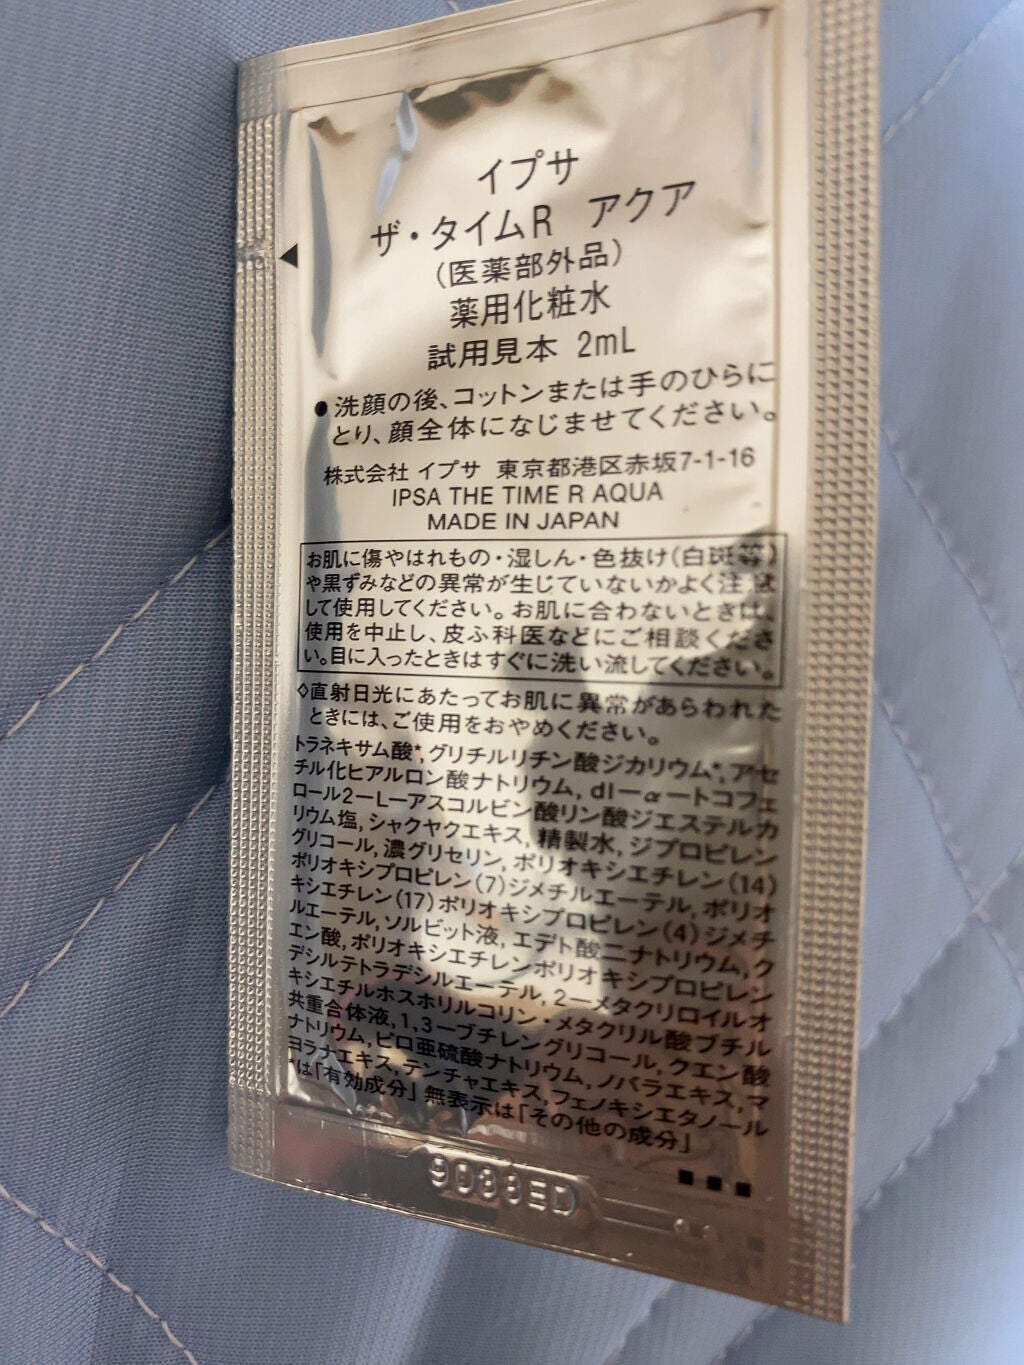 イプサ
ザ・タイムR アクア
(医薬部外品)
薬用化粧水
試用見本 2mL
●洗顔の後、コットンまたは手のひらに
とり、顔全体になじませてください。
株式会社 イプサ 東京都港区赤坂7-1-16
IPSA THE TIME R AQUA
MADE IN JAPAN
お肌に傷やはれもの・湿しん・色抜け(白斑等)
や黒ずみなどの異常が生じていないかよく注意
して使用してください。お肌に合わないときは、
使用を中止し、皮ふ科医などにご相談くださ
い。目に入ったときはすぐに洗い流してください。
◇直射日光にあたってお肌に異常があらわれた
ときには、ご使用をおやめください。
トラネキサム酸*, グリチルリチン酸ジカリウム*, アセ
チル化ヒアルロン酸ナトリウム, dl-α-トコフェ
ロール2-L-アスコルビン酸リン酸ジエステルカ
リウム塩, シャクヤクエキス, 精製水, ジプロピレン
グリコール, 濃グリセリン, ポリオキシエチレン(14)
ポリオキシプロピレン(7)ジメチルエーテル, ポリオ
キシエチレン(17)ポリオキシプロピレン(4)ジメチ
ルエーテル, ソルビット液, エデト酸二ナトリウム, ク
エン酸, ポリオキシエチレンポリオキシプロピレン
デシルテトラデシルエーテル, 2-メタクリロイルオ
キシエチルホスホリルコリン・メタクリル酸ブチル
共重合体液, 1,3-ブチレングリコール, クエン酸
ナトリウム, ピロ亜硫酸ナトリウム, ノバラエキス, マ
ヨラナエキス, テンチャエキス, フェノキシエタノール
*は「有効成分」 無表示は「その他の成分」
9033ED